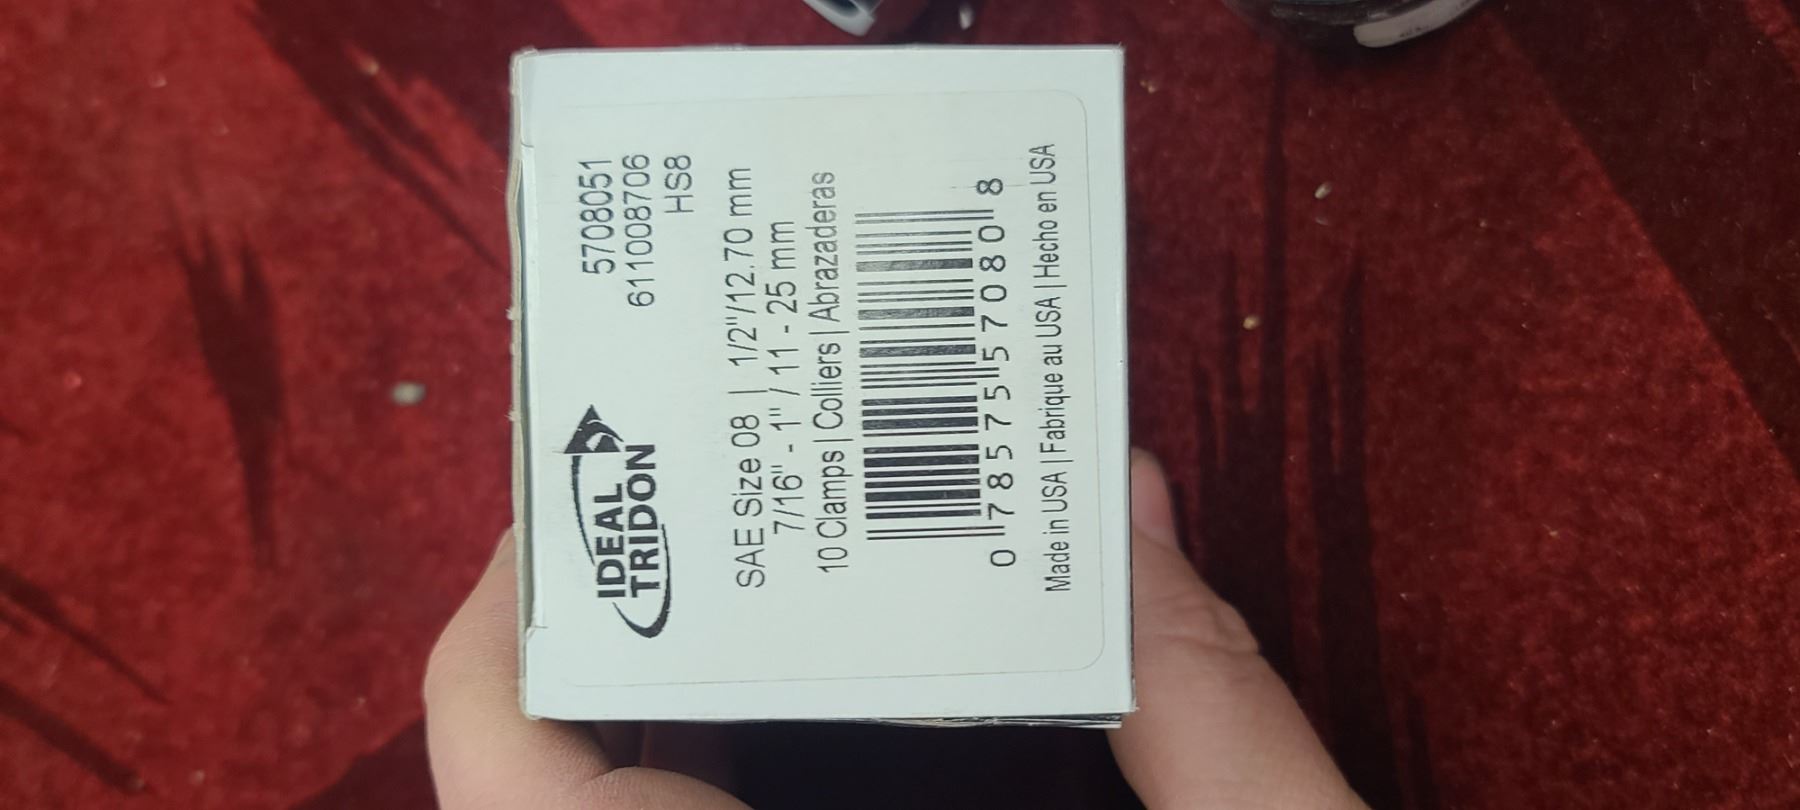 IDEAL
TRIDON
5708051
611008706
HS8
SAE Size 08 | 1/2"/12.70 mm
7/16" - 1" / 11 - 25 mm
10 Clamps | Colliers | Abrazaderas
0 78575 57080 8
Made in USA | Fabrique au USA | Hecho en USA